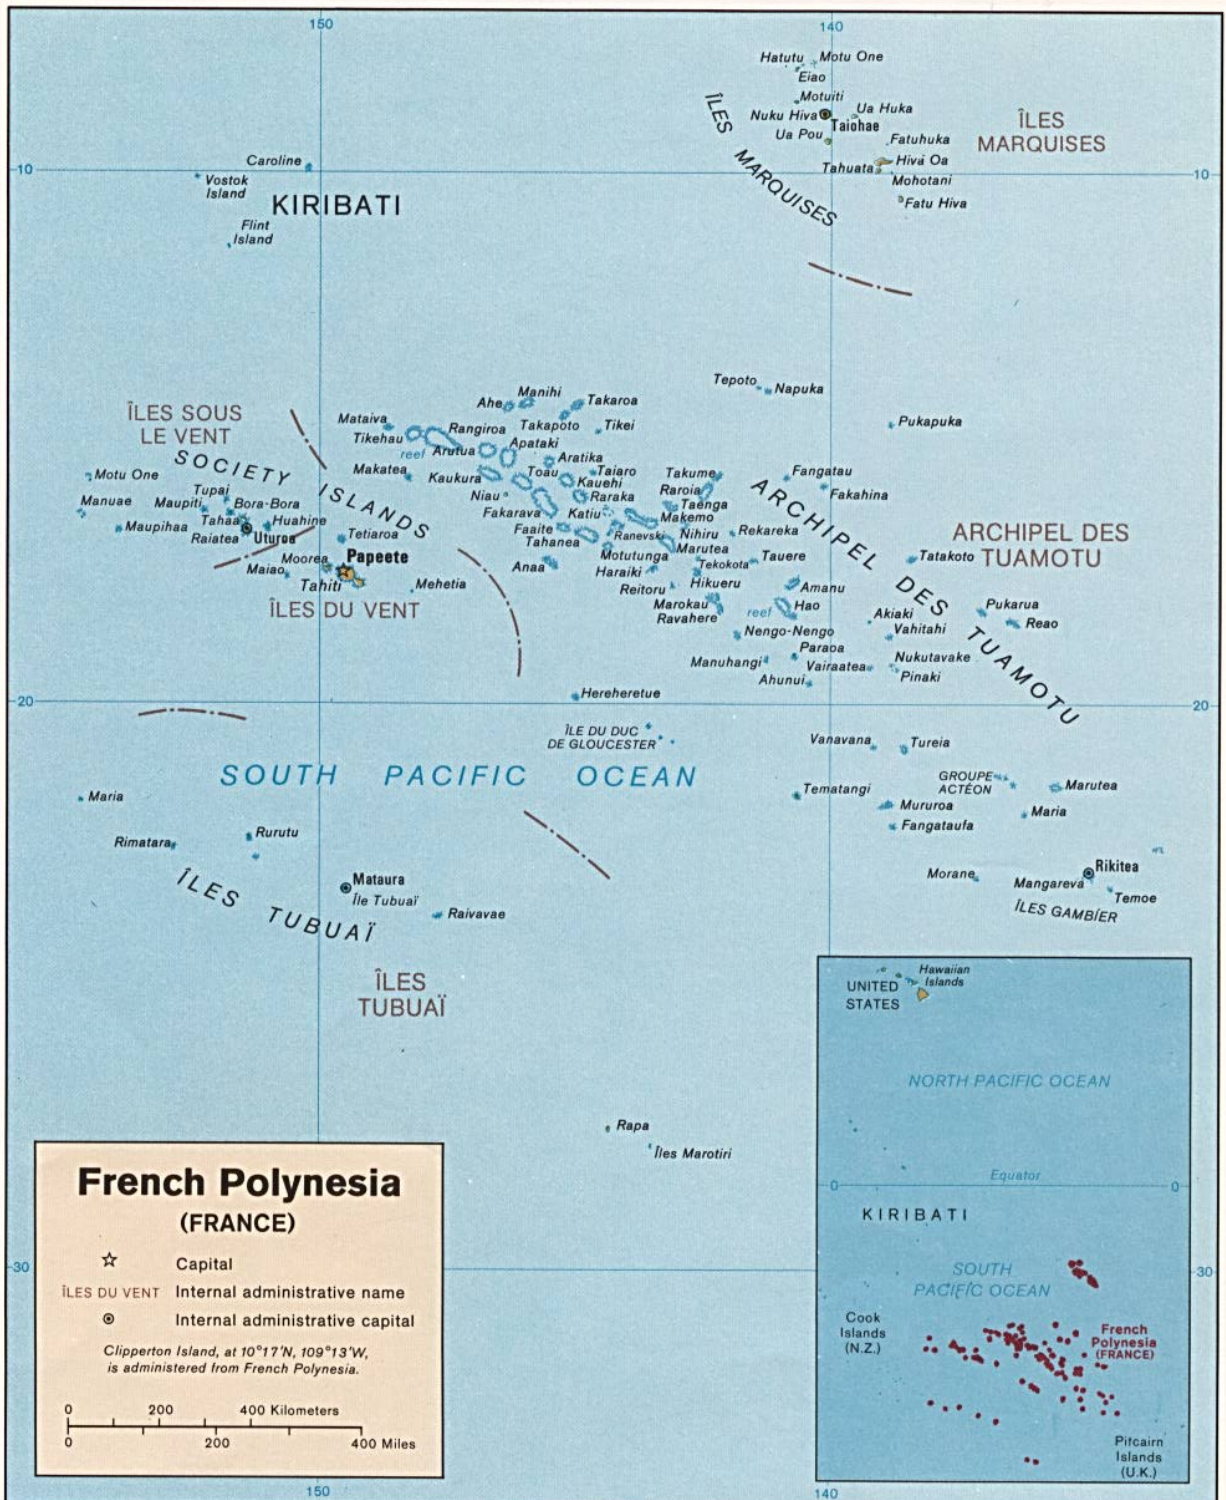 150
140
Hatutu
Motu One
Eiao
Motuiti
Nuku Hiva
Ua Huka
Taiohae
Ua Pou
Fatuhuka
Hiva Oa
Tahuata
Mohotani
Fatu Hiva
ÎLES
MARQUISES
ÎLES MARQUISES
10
10
Caroline
Vostok
Island
KIRIBATI
Flint
Island
Tepoto
Napuka
Pukapuka
Manihi
Ahe
Takaroa
Takapoto
Tikei
Mataiva
Tikehau
Rangiroa
reef
Arutua
Apataki
Aratika
Makatea
Kaukura
Toau
Taiaro
Kauehi
Niau
Raraka
Fakarava
Katiu
Takume
Raroia
Taenga
Makemo
Fangatau
Fakahina
Faaite
Tahanea
Ranevski
Nihiru
Rekareka
Marutea
Motutunga
Anaa
Haraiki
Tekokota
Tauere
Reitoru
Hikueru
Amanu
Marokau
Ravahere
reef
Hao
Nengo-Nengo
Akiaki
Vahitahi
Paraoa
Manuhangi
Vairaatea
Nukutavake
Pinaki
Ahunui
Tatakoto
Pukarua
Reao
ARCHIPEL DES
TUAMOTU
ARCHIPEL DES TUAMOTU
ÎLES SOUS
LE VENT
SOCIETY ISLANDS
Motu One
Manuae
Tupai
Maupiti
Bora-Bora
Maupihaa
Tahaa
Huahine
Raiatea
Uturoa
Tetiaroa
Moorea
Papeete
Maiao
Tahiti
Mehetia
ÎLES DU VENT
20
20
Hereheretue
ÎLE DU DUC
DE GLOUCESTER
SOUTH PACIFIC OCEAN
Vanavana
Tureia
GROUPE
ACTÉON
Marutea
Tematangi
Mururoa
Maria
Fangataufa
Rikitea
Morane
Mangareva
Temoe
ÎLES GAMBIER
Maria
Rurutu
Rimatara
Mataura
Île Tubuaï
Raivavae
ÎLES TUBUAÏ
ÎLES
TUBUAÏ
Rapa
Îles Marotiri
30
30
French Polynesia
(FRANCE)
Capital
ÎLES DU VENT Internal administrative name
Internal administrative capital
Clipperton Island, at 10°17'N, 109°13'W,
is administered from French Polynesia.
0 200 400 Kilometers
0 200 400 Miles
Hawaiian
Islands
UNITED
STATES
NORTH PACIFIC OCEAN
Equator
0
0
KIRIBATI
SOUTH
PACIFIC OCEAN
Cook
Islands
(N.Z.)
French
Polynesia
(FRANCE)
Pitcairn
Islands
(U.K.)
150
140